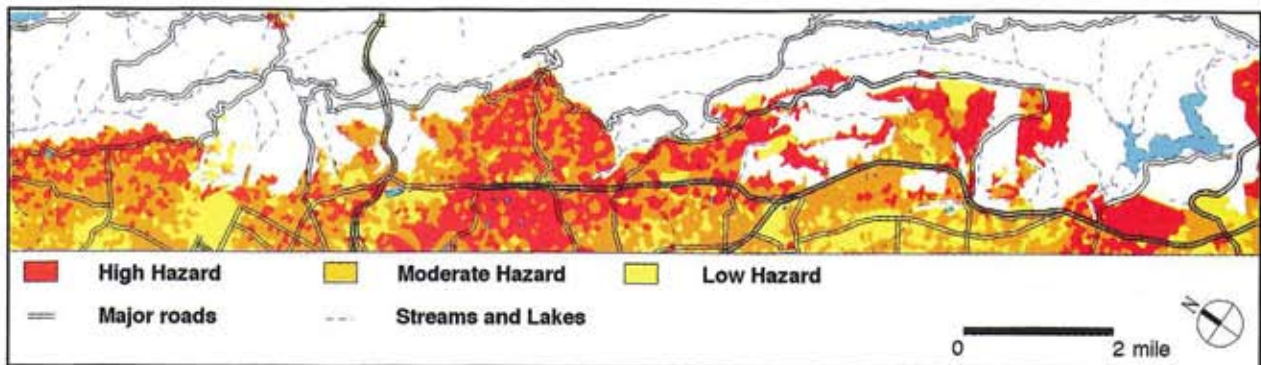 High Hazard Moderate Hazard Low Hazard
Major roads Streams and Lakes
N
0 2 mile